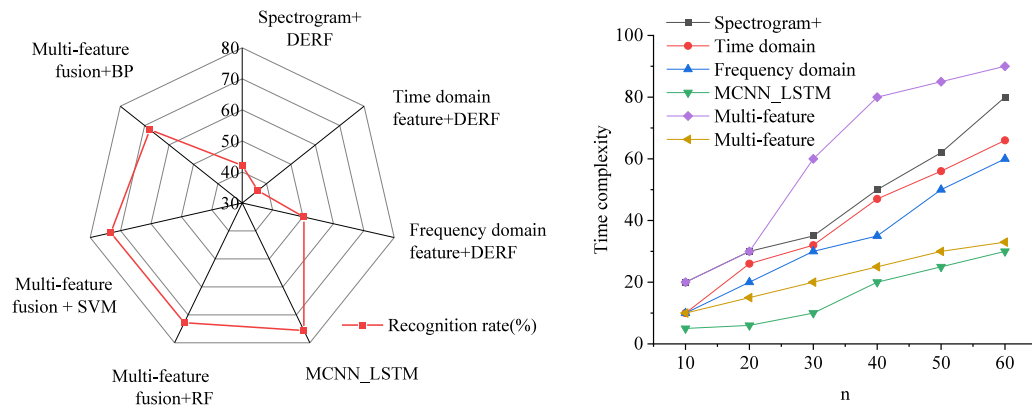 Spectrogram+
DERF
Multi-feature
fusion+BP
Time domain
feature+DERF
Frequency domain
feature+DERF
Multi-feature
fusion + SVM
Recognition rate(%)
Multi-feature
fusion+RF
MCNN_LSTM
80
70
60
50
40
30
Spectrogram+
Time domain
Frequency domain
MCNN_LSTM
Multi-feature
Multi-feature
Time complexity
100
80
60
40
20
0
10 20 30 40 50 60
n